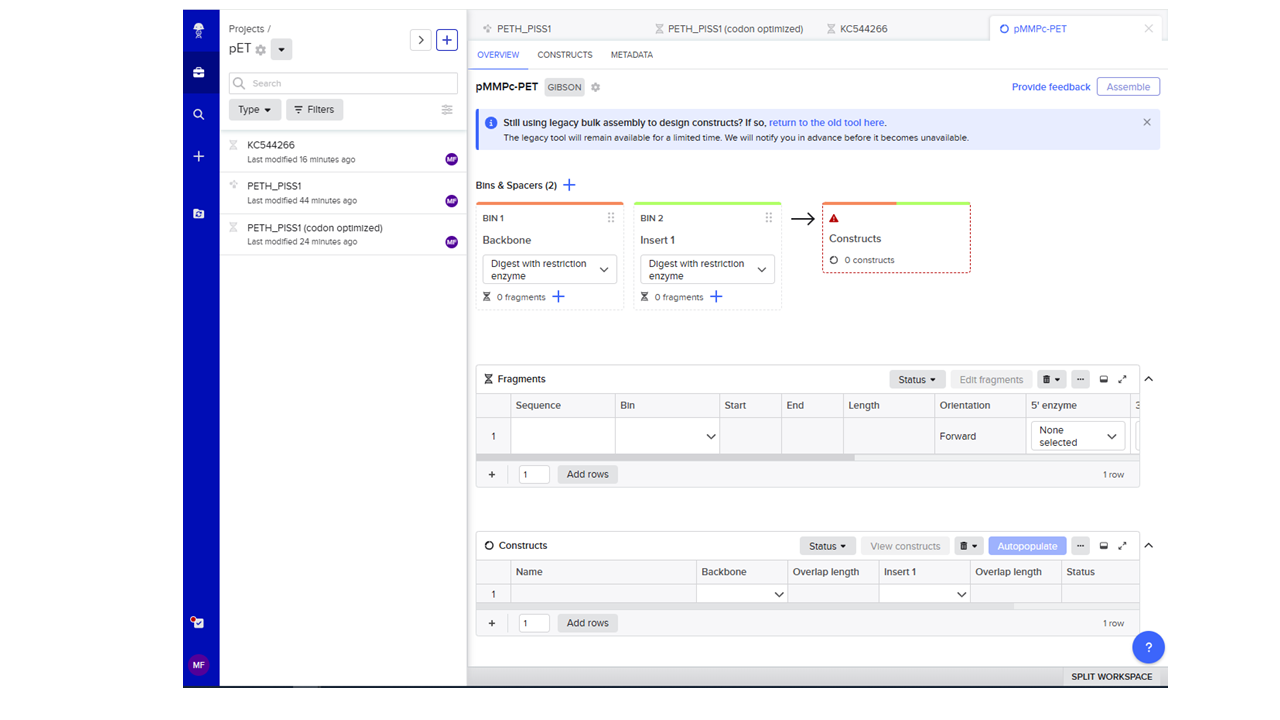 Projects /
pET
Search
Type
Filters
KC544266
Last modified 16 minutes ago
MF
PETH_PISS1
Last modified 44 minutes ago
MF
PETH_PISS1 (codon optimized)
Last modified 24 minutes ago
MF
MF
PETH_PISS1
PETH_PISS1 (codon optimized)
KC544266
pMMPc-PET
OVERVIEW
CONSTRUCTS
METADATA
pMMPc-PET
GIBSON
Provide feedback
Assemble
Still using legacy bulk assembly to design constructs? If so, return to the old tool here.
The legacy tool will remain available for a limited time. We will notify you in advance before it becomes unavailable.
Bins & Spacers (2)
BIN 1
Backbone
Digest with restriction
enzyme
0 fragments
BIN 2
Insert 1
Digest with restriction
enzyme
0 fragments
Constructs
0 constructs
Fragments
Status
Edit fragments
Sequence Bin Start End Length Orientation 5' enzyme 3
1 Forward None
selected
1 Add rows 1 row
Constructs
Status
View constructs
Autopopulate
Name Backbone Overlap length Insert 1 Overlap length Status
1
1 Add rows 1 row
?
SPLIT WORKSPACE